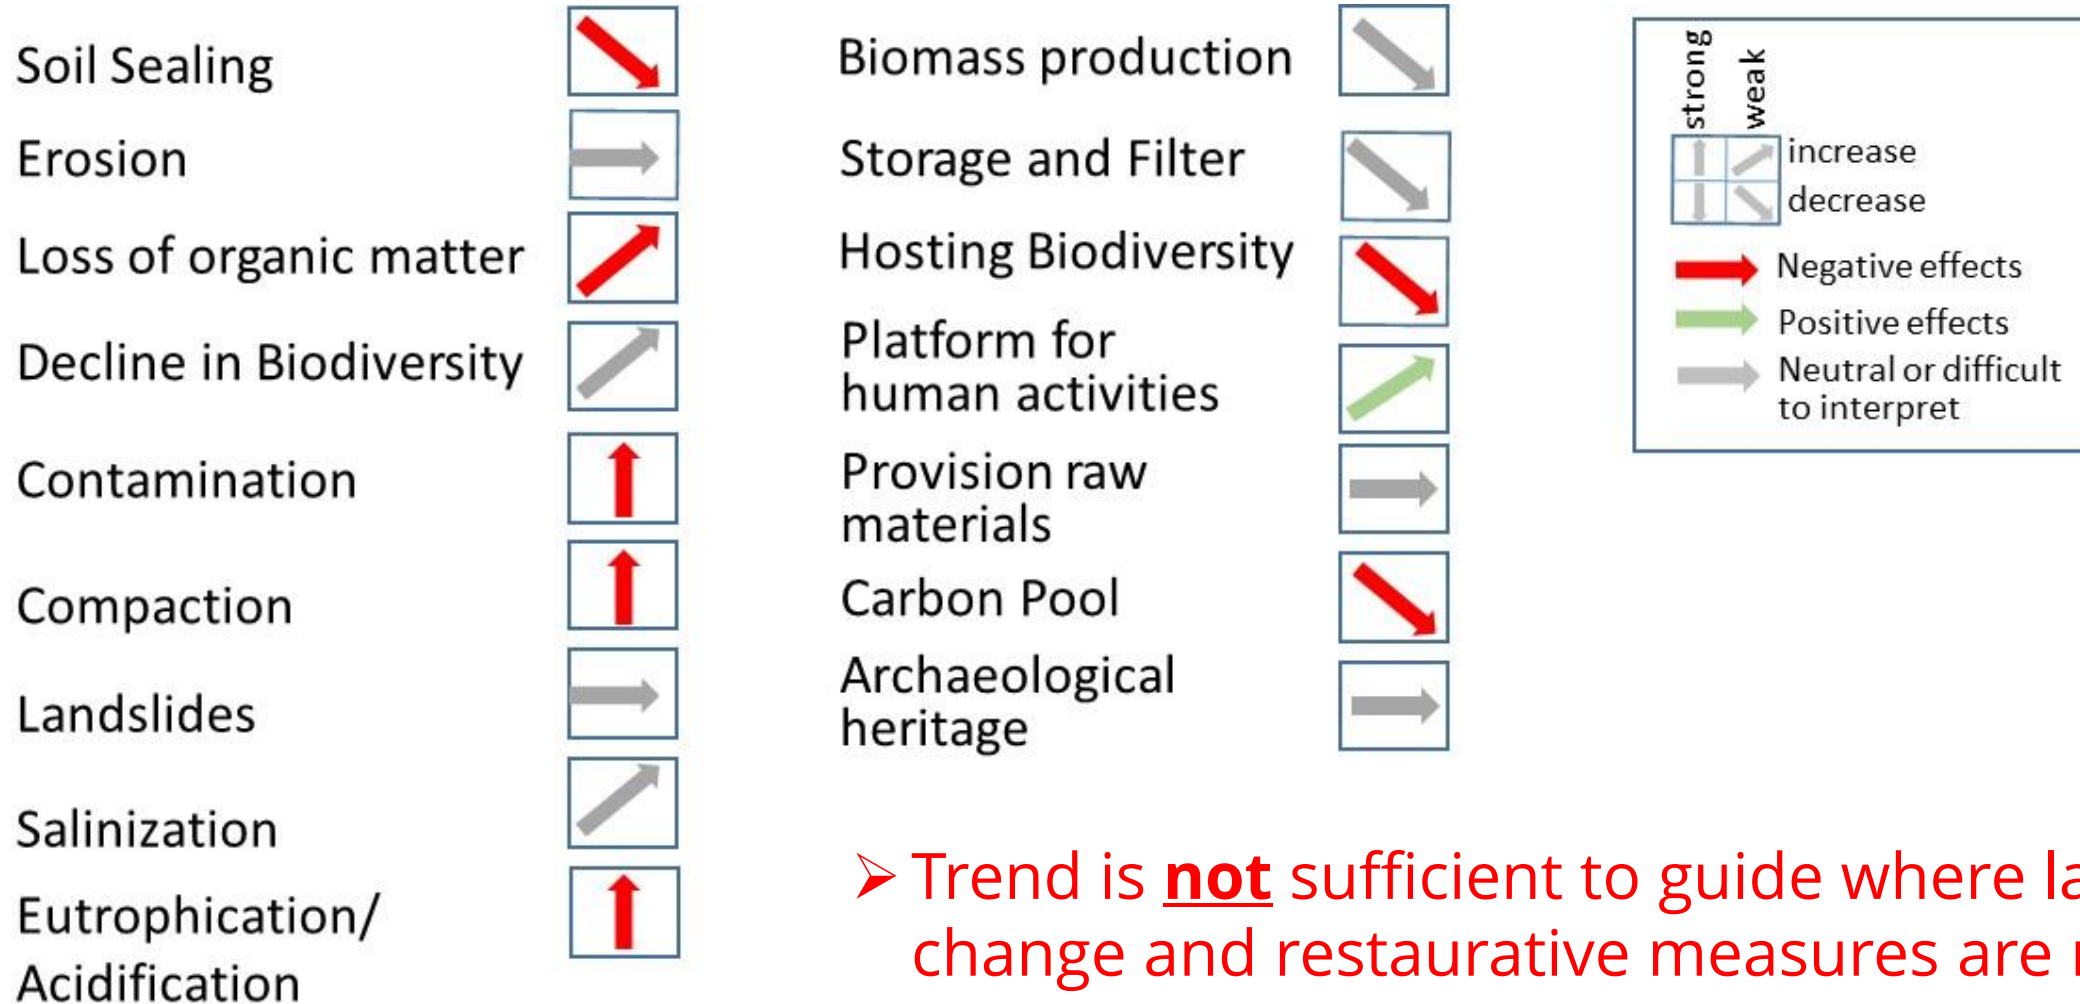 Soil Sealing
Erosion
Loss of organic matter
Decline in Biodiversity
Contamination
Compaction
Landslides
Salinization
Eutrophication/
Acidification
Biomass production
Storage and Filter
Hosting Biodiversity
Platform for
human activities
Provision raw
materials
Carbon Pool
Archaeological
heritage
strong
weak
increase
decrease
Negative effects
Positive effects
Neutral or difficult
to interpret
➢ Trend is not sufficient to guide where
change and restaurative measures are